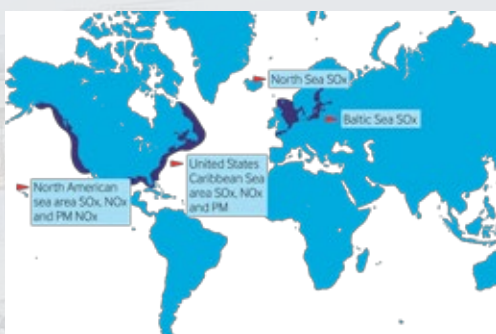 North Sea SOx
Baltic Sea SOx
United States
Caribbean Sea
area SOx, NOx
and PM
North American
sea area SOx, NOx
and PM NOx